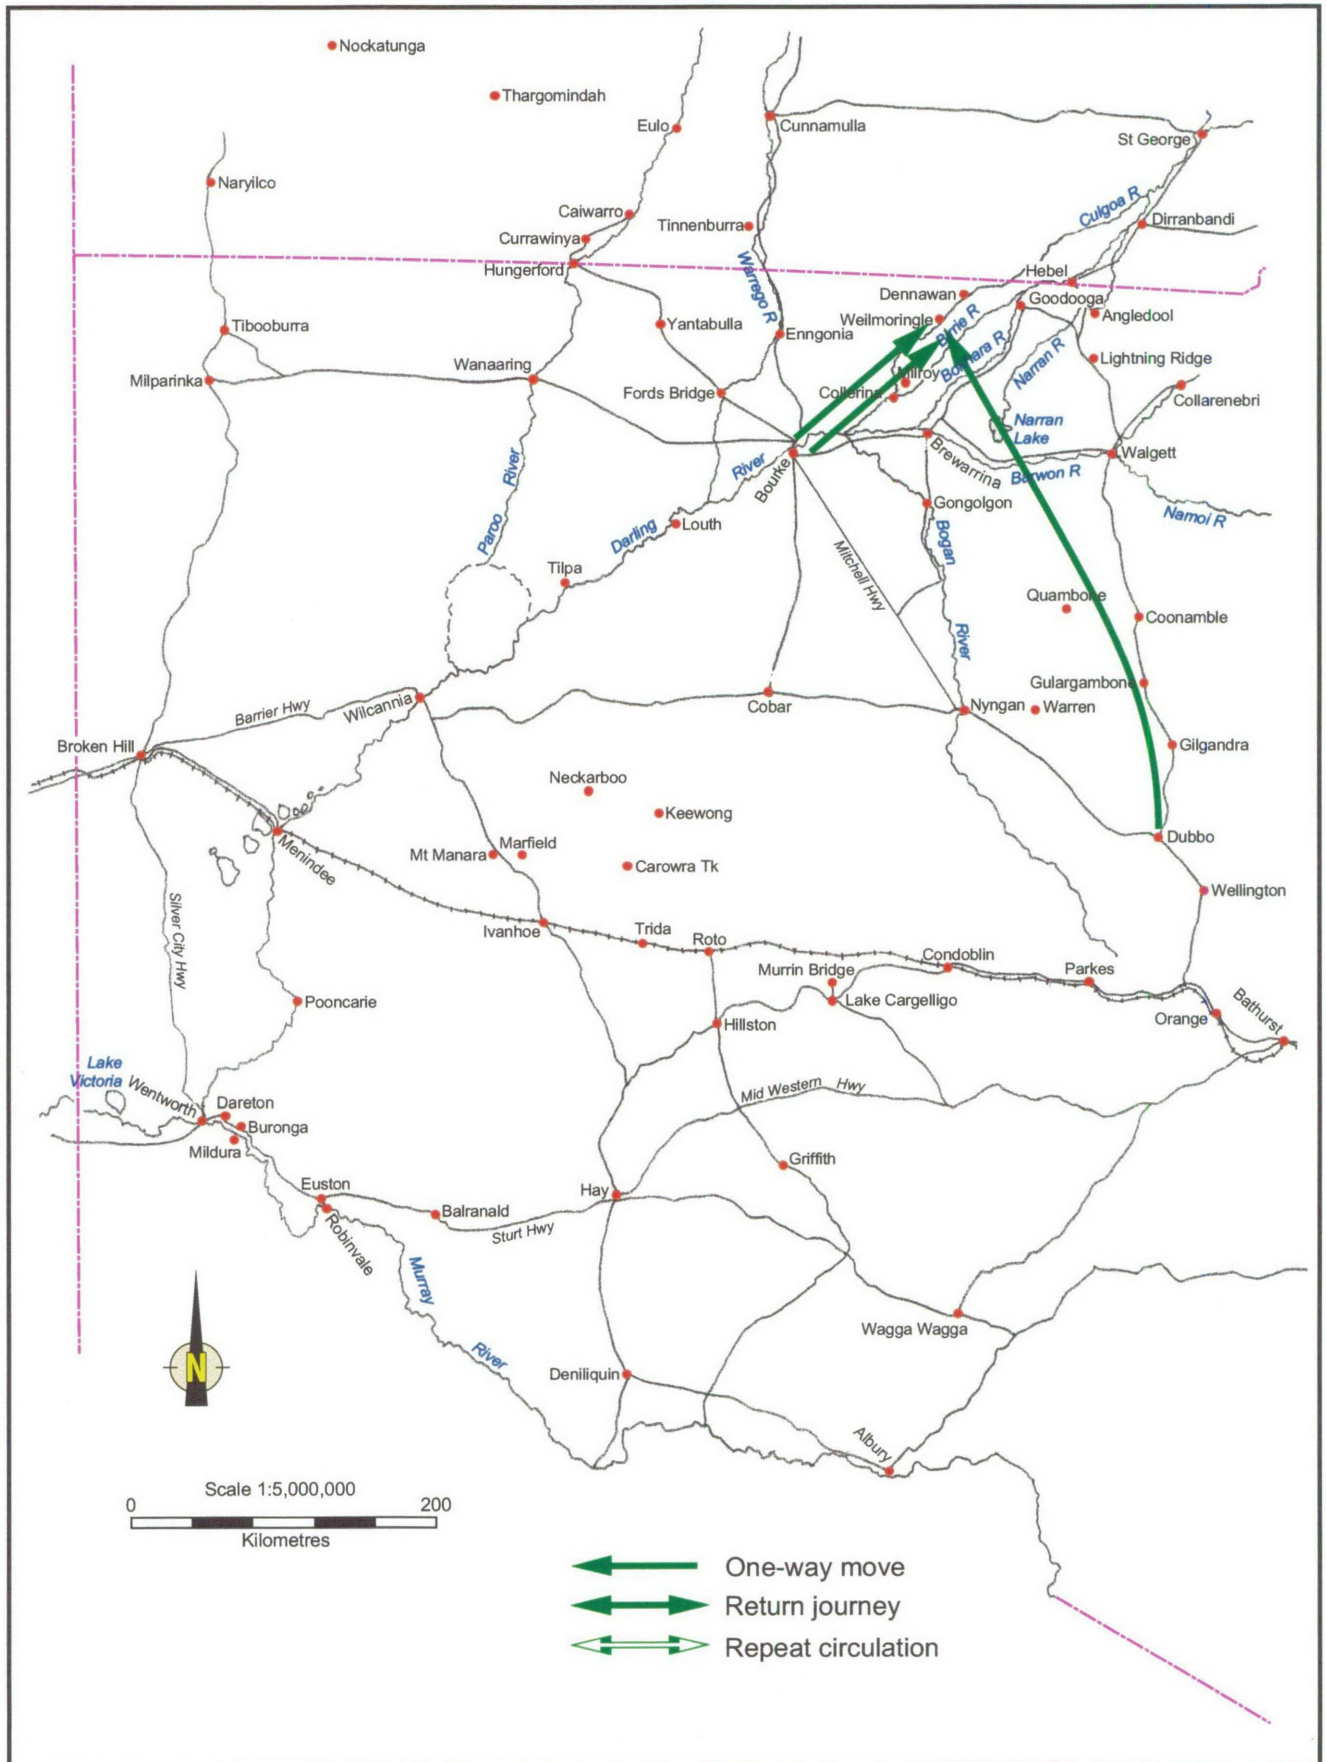 Nockatunga
Thargomindah
Eulo
Cunnamulla
St George
Naryilco
Culgoa R
Caiwarro
Tinnenburra
Dirranbandi
Currawinya
Hungerford
Warrego R
Hebel
Dennawan
Goodooga
Weilmoringle
Birrie R
Angledool
Tibooburra
Yantabulla
Enngonia
Bokhara R
Narran R
Lightning Ridge
Wanaaring
Milparinka
Milroy
Fords Bridge
Collerina
Collarenebri
Narran
Lake
Brewarrina
Walgett
River
Bourke
Barwon R
Paroo River
Gongolgon
Namoi R
Darling
Louth
Bogan
Mitchell Hwy
Tilpa
Quambone
Coonamble
River
Gulargambone
Barrier Hwy
Wilcannia
Cobar
Nyngan
Warren
Broken Hill
Gilgandra
Neckarboo
Keewong
Menindee
Mt Manara
Marfield
Carowra Tk
Dubbo
Wellington
Silver City Hwy
Ivanhoe
Trida
Roto
Condoblin
Murrin Bridge
Parkes
Pooncarie
Lake Cargelligo
Hillston
Orange
Bathurst
Lake
Victoria
Wentworth
Dareton
Buronga
Mildura
Mid Western Hwy
Griffith
Euston
Hay
Balranald
Robinvale
Sturt Hwy
Murray
River
Wagga Wagga
Deniliquin
Albury
N
Scale 1:5,000,000
0 200
Kilometres
One-way move
Return journey
Repeat circulation